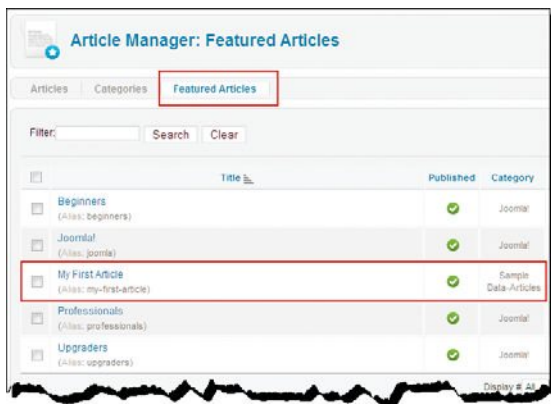 Article Manager: Featured Articles
Articles Categories Featured Articles
Filter: Search Clear
Title Published Category
Beginners
(Alias: beginners) Joomla!
Joomla!
(Alias: joomla) Joomla!
My First Article
(Alias: my-first-article) Sample
Data-Articles
Professionals
(Alias: professionals) Joomla!
Upgraders
(Alias: upgraders) Joomla!
Display #: All